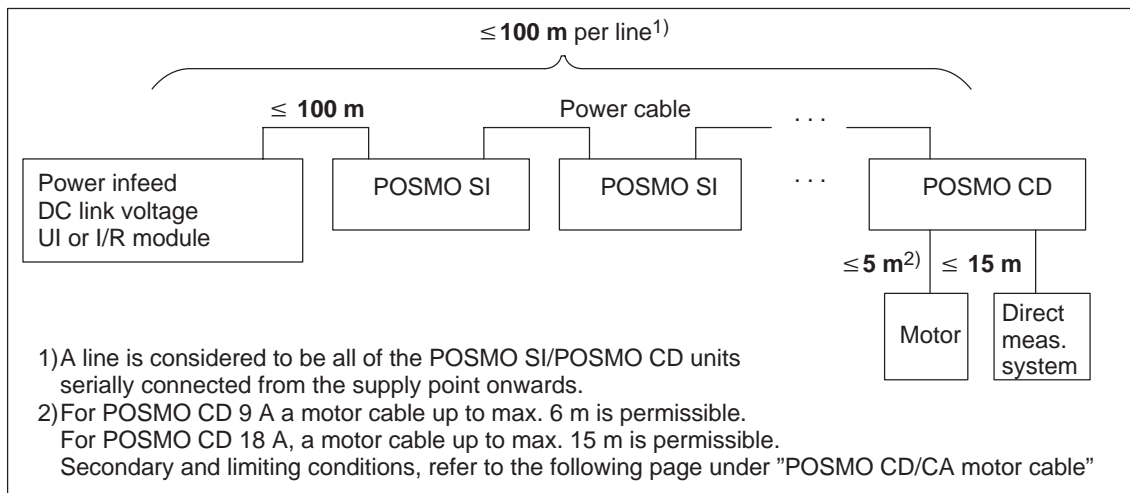 ≤ 100 m per line1)
≤ 100 m
Power cable
. . .
Power infeed
DC link voltage
UI or I/R module
POSMO SI
POSMO SI
. . .
POSMO CD
≤ 5 m2)
≤ 15 m
Motor
Direct
meas.
system
1) A line is considered to be all of the POSMO SI/POSMO CD units
serially connected from the supply point onwards.
2) For POSMO CD 9 A a motor cable up to max. 6 m is permissible.
For POSMO CD 18 A, a motor cable up to max. 15 m is permissible.
Secondary and limiting conditions, refer to the following page under "POSMO CD/CA motor cable"